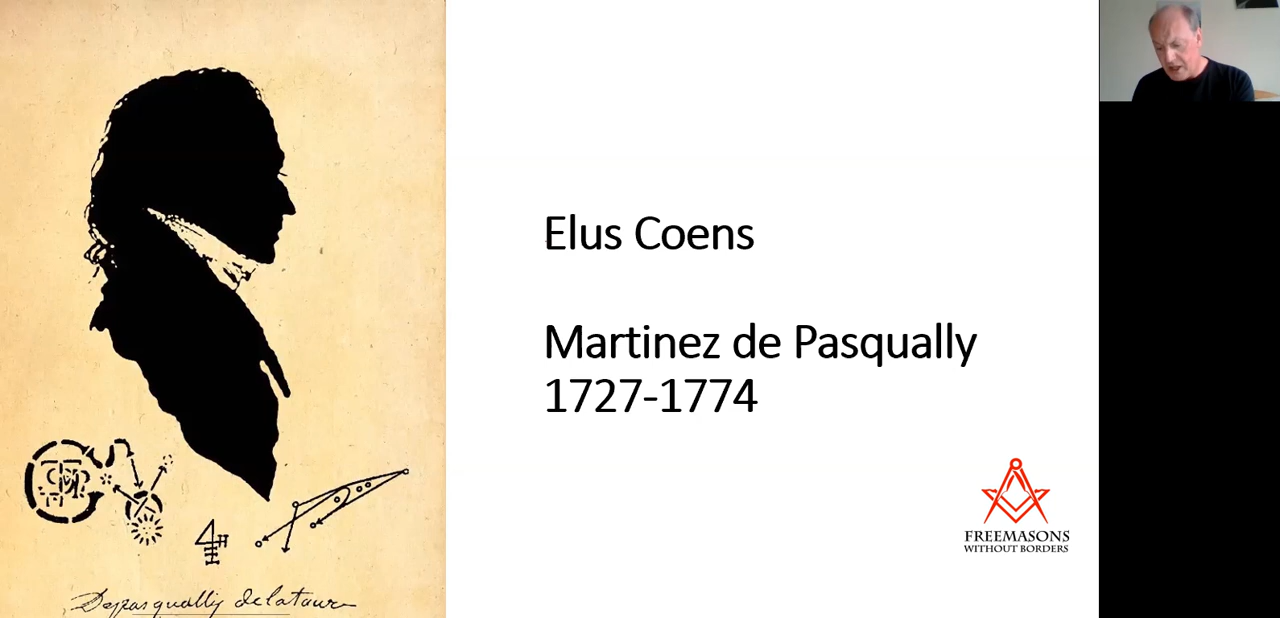 Elus Coens
Martinez de Pasqually
1727-1774
FREEMASONS
WITHOUT BORDERS
Depasqually delatour